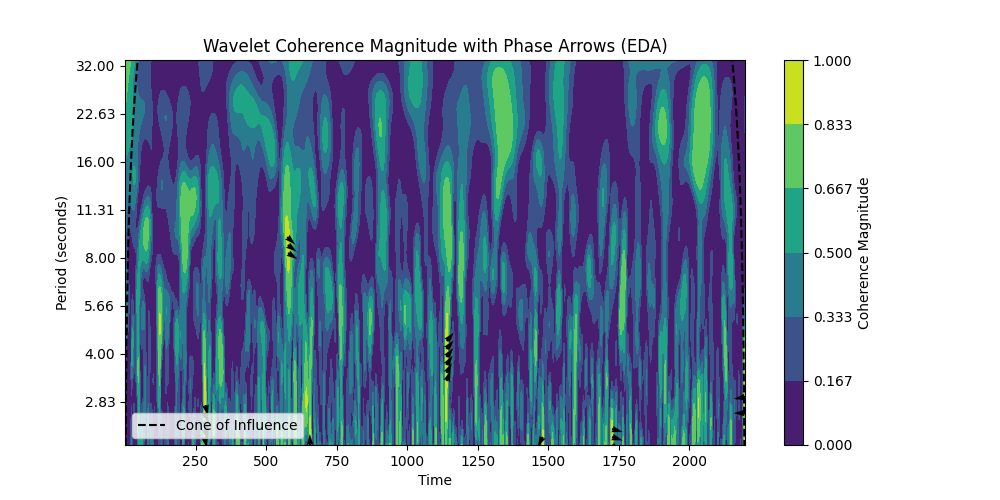 Wavelet Coherence Magnitude with Phase Arrows (EDA)
Period (seconds)
32.00
22.63
16.00
11.31
8.00
5.66
4.00
2.83
Cone of Influence
250 500 750 1000 1250 1500 1750 2000
Time
1.000
0.833
0.667
0.500
0.333
0.167
0.000
Coherence Magnitude